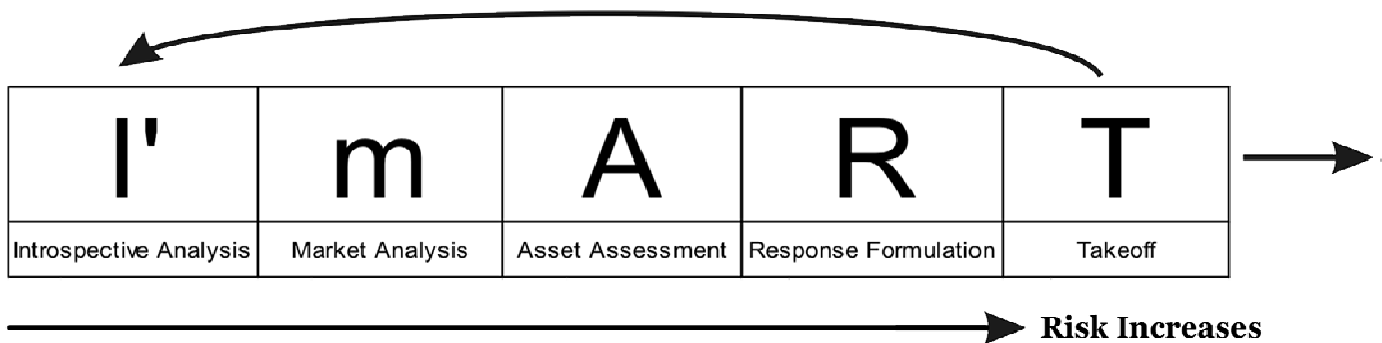 I' m A R T
Introspective Analysis Market Analysis Asset Assessment Response Formulation Takeoff
Risk Increases